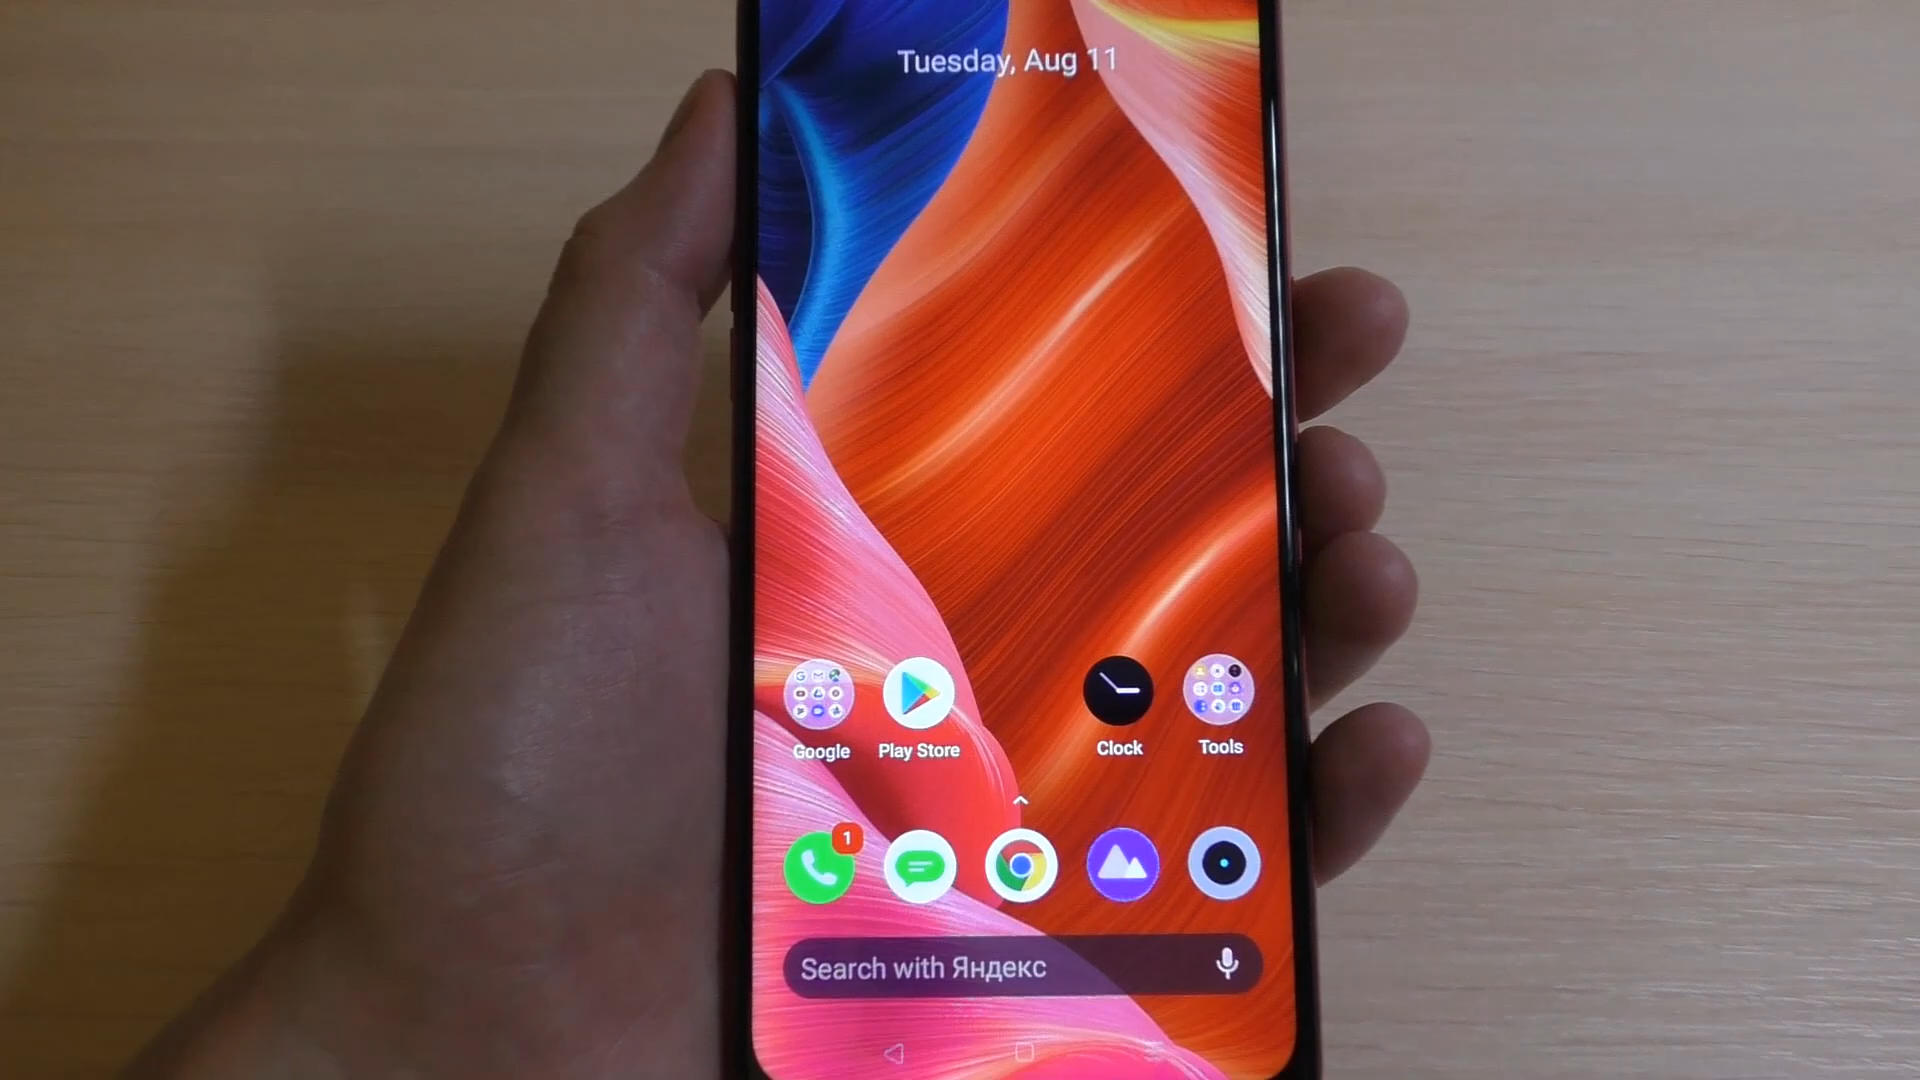 Tuesday, Aug 11
Google
Play Store
Clock
Tools
1
Search with Яндекс